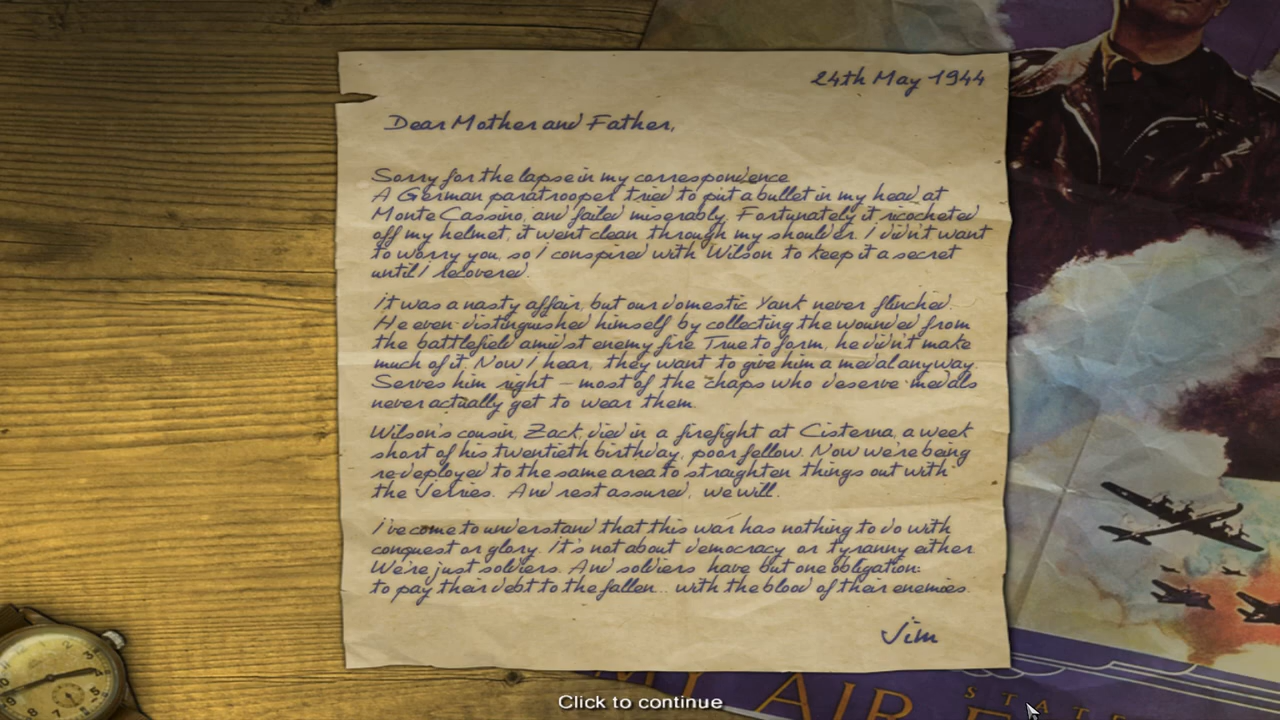 24th May 1944
Dear Mother and Father,
Sorry for the lapse in my correspondence
A German paratrooper tried to put a bullet in my head at
Monte Cassino, and failed miserably. Fortunately it ricocheted
off my helmet, it went clean through my shoulder. I didn't want
to worry you, so I conspired with Wilson to keep it a secret
until I recovered.
It was a nasty affair, but our domestic Yank never flinched.
He even distinguished himself by collecting the wounded from
the battlefield amidst enemy fire True to form, he didn't make
much of it. Now I hear, they want to give him a medal anyway.
Serves him right - most of the chaps who deserve medals
never actually get to wear them.
Wilson's cousin, Zack, died in a firefight at Cisterna, a week
short of his twentieth birthday, poor fellow. Now we're being
re-deployed to the same area to straighten things out with
the Jerries. And rest assured, we will.
I've come to understand that this war has nothing to do with
conquest or glory. It's not about democracy or tyranny either.
We're just soldiers. And soldiers have but one obligation:
to pay their debt to the fallen... with the blood of their enemies.
Jim
STATE
MY AIR F
Click to continue